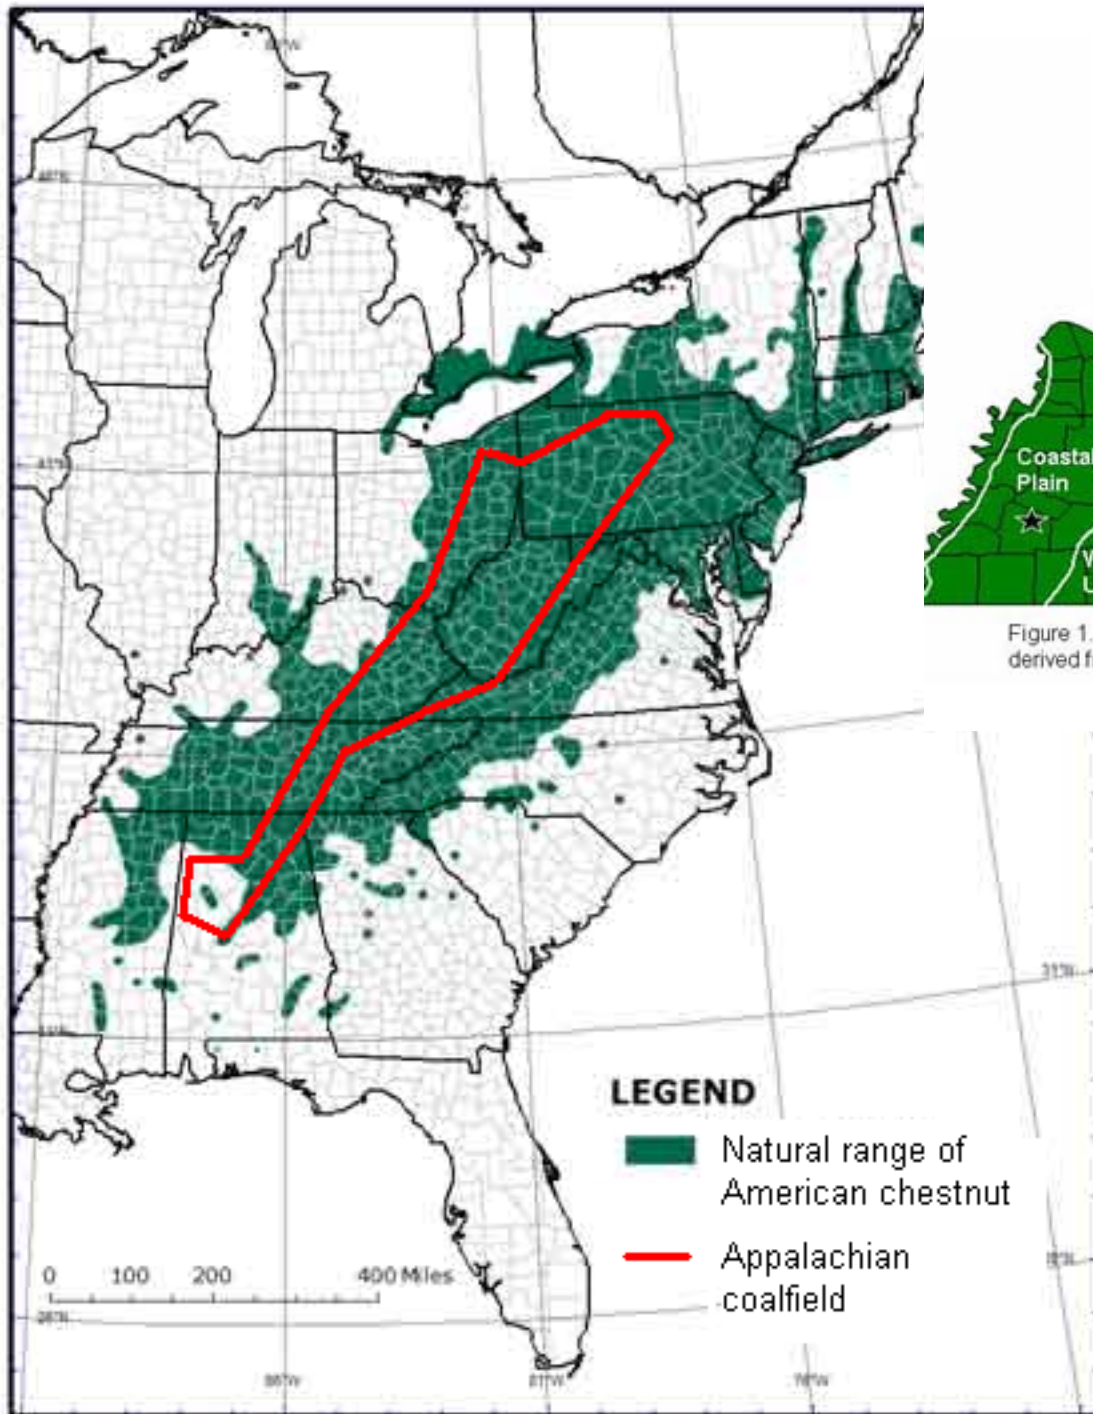 Coastal
Plain
Figure 1.
derived f
LEGEND
Natural range of
American chestnut
Appalachian
coalfield
0 100 200 400 Miles